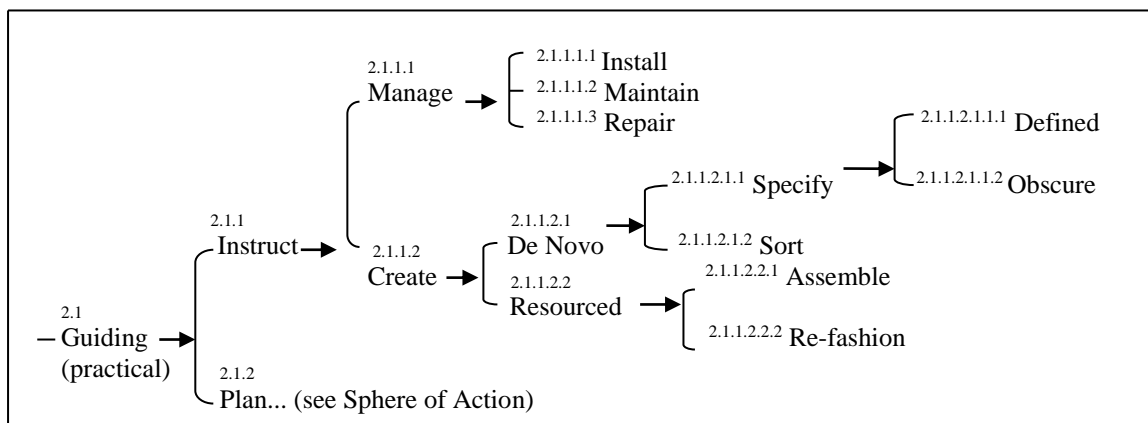 2.1.1.1.1 Install
2.1.1.1
Manage
2.1.1.1.2 Maintain
2.1.1.1.3 Repair
2.1.1.2.1.1.1 Defined
2.1.1.2.1.1 Specify
2.1.1.2.1.1.2 Obscure
2.1.1
Instruct
2.1.1.2.1
De Novo
2.1.1.2
Create
2.1.1.2.1.2 Sort
2.1.1.2.2
Resourced
2.1.1.2.2.1 Assemble
2.1.1.2.2.2 Re-fashion
2.1
Guiding
(practical)
2.1.2
Plan... (see Sphere of Action)